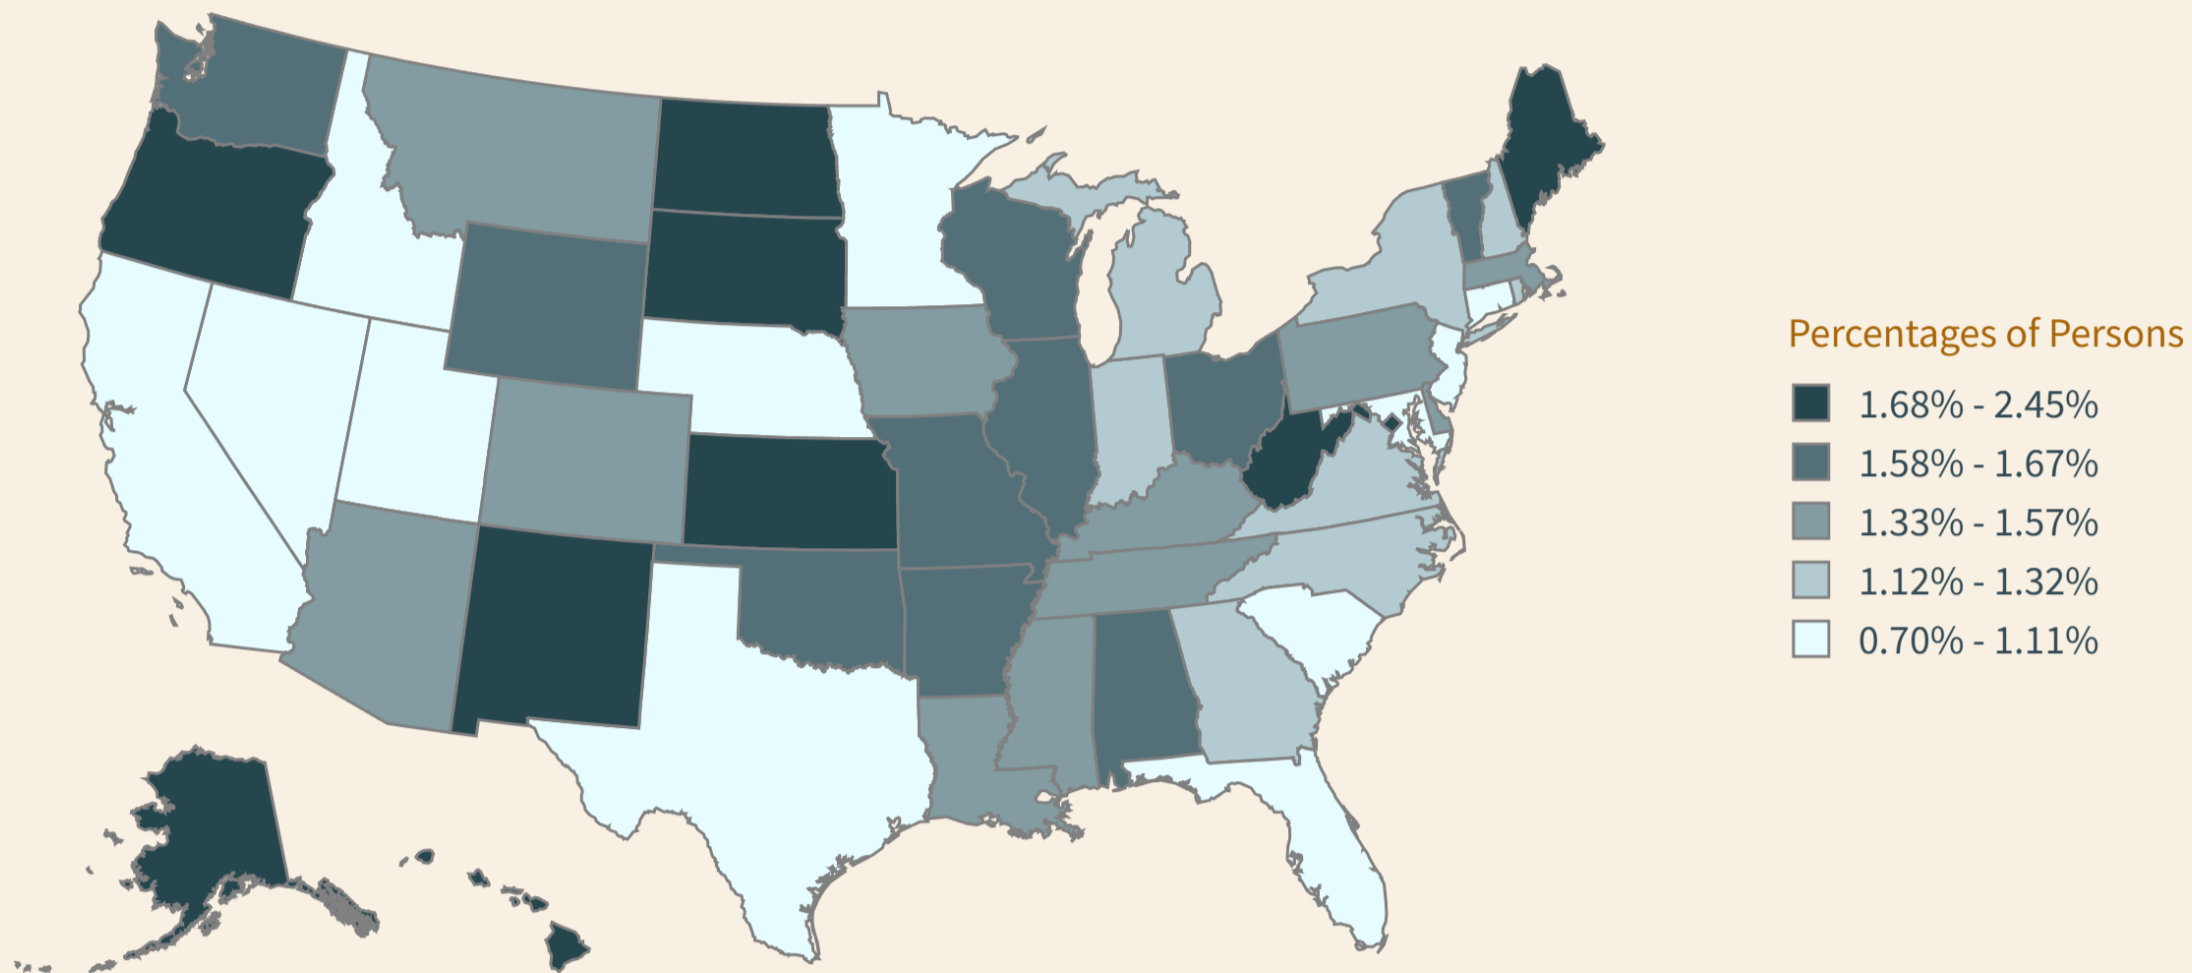 Percentages of Persons
1.68% - 2.45%
1.58% - 1.67%
1.33% - 1.57%
1.12% - 1.32%
0.70% - 1.11%